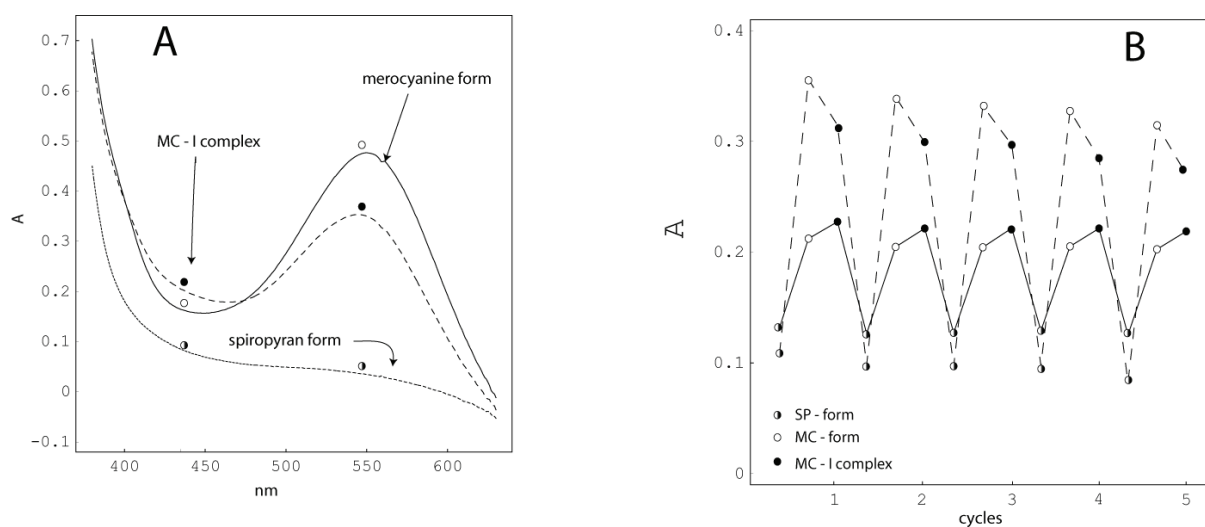 A
0.7
0.6
0.5
0.4
0.3
0.2
0.1
0
-0.1
A
merocyanine form
MC - I complex
spiropyran form
400
450
500
550
600
nm
B
0.4
0.3
0.2
0.1
0
A
SP - form
MC - form
MC - I complex
1
2
3
4
5
cycles